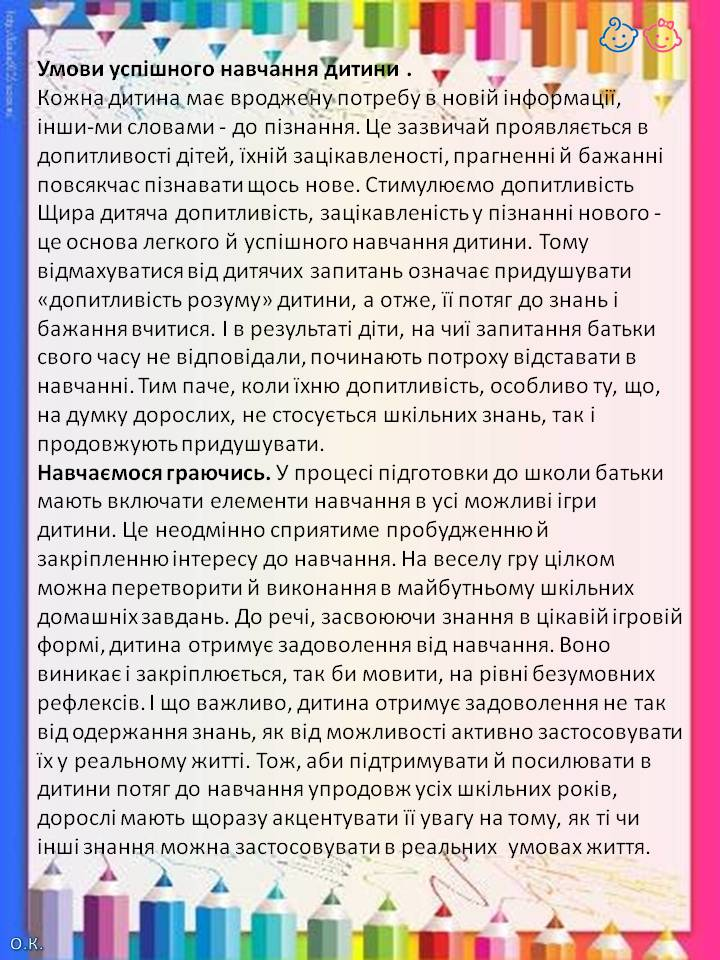 Умови успішного навчання дитини .
Кожна дитина має вроджену потребу в новій інформації,
інши-ми словами - до пізнання. Це зазвичай проявляється в
допитливості дітей, їхній зацікавленості, прагненні й бажанні
повсякчас пізнавати щось нове. Стимулюємо допитливість
Щира дитяча допитливість, зацікавленість у пізнанні нового -
це основа легкого й успішного навчання дитини. Тому
відмахуватися від дитячих запитань означає придушувати
«допитливість розуму» дитини, а отже, її потяг до знань і
бажання вчитися. І в результаті діти, на чиї запитання батьки
свого часу не відповідали, починають потроху відставати в
навчанні. Тим паче, коли їхню допитливість, особливо ту, що,
на думку дорослих, не стосується шкільних знань, так і
продовжують придушувати.
Навчаємося граючись. У процесі підготовки до школи батьки
мають включати елементи навчання в усі можливі ігри
дитини. Це неодмінно сприятиме пробудженню й
закріпленню інтересу до навчання. На веселу гру цілком
можна перетворити й виконання в майбутньому шкільних
домашніх завдань. До речі, засвоюючи знання в цікавій ігровій
формі, дитина отримує задоволення від навчання. Воно
виникає і закріплюється, так би мовити, на рівні безумовних
рефлексів. І що важливо, дитина отримує задоволення не так
від одержання знань, як від можливості активно застосовувати
їх у реальному житті. Тож, аби підтримувати й посилювати в
дитини потяг до навчання упродовж усіх шкільних років,
дорослі мають щоразу акцентувати її увагу на тому, як ті чи
інші знання можна застосовувати в реальних умовах життя.
О.К.